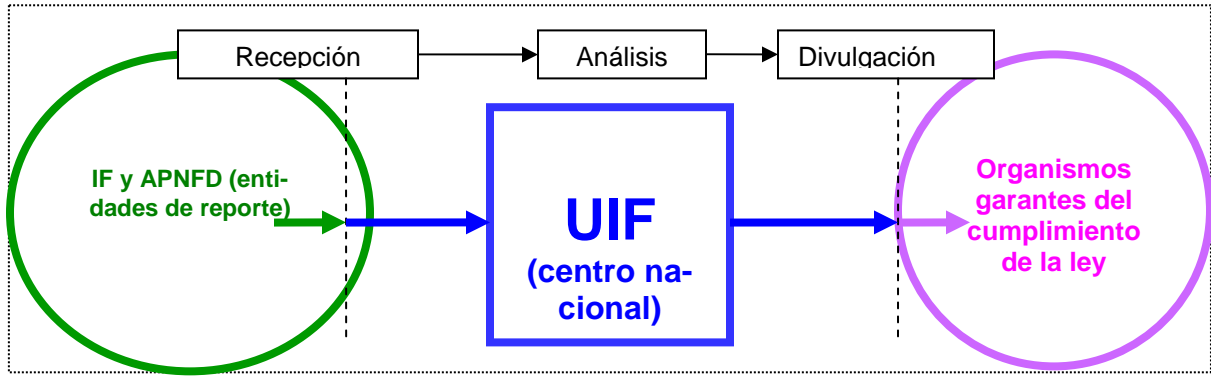 Recepción
Análisis
Divulgación
IF y APNFD (enti-
dades de reporte)
UIF
(centro na-
cional)
Organismos
garantes del
cumplimiento
de la ley